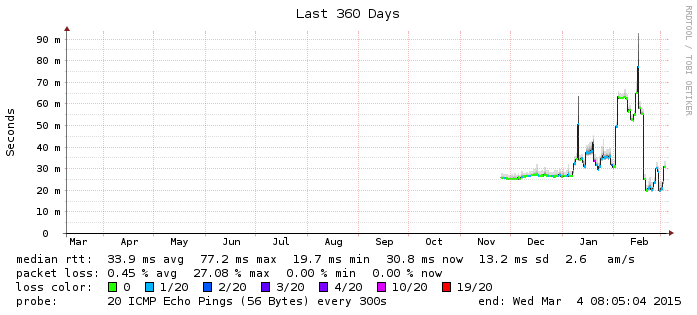 Last 360 Days
RRDTOOL / TOBI OETIKER
Seconds
90 m
80 m
70 m
60 m
50 m
40 m
30 m
20 m
10 m
0
Mar Apr May Jun Jul Aug Sep Oct Nov Dec Jan Feb
median rtt: 33.9 ms avg 77.2 ms max 19.7 ms min 30.8 ms now 13.2 ms sd 2.6 am/s
packet loss: 0.45 % avg 27.08 % max 0.00 % min 0.00 % now
loss color: 0 1/20 2/20 3/20 4/20 10/20 19/20
probe: 20 ICMP Echo Pings (56 Bytes) every 300s end: Wed Mar 4 08:05:04 2015